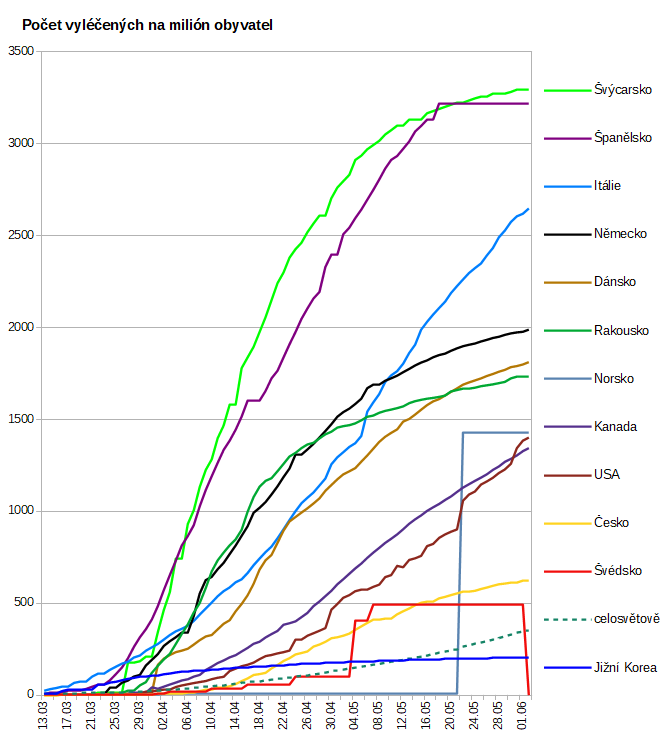 Počet vyléčených na milión obyvatel
3500
3000
2500
2000
1500
1000
500
0
13.03
17.03
21.03
25.03
29.03
02.04
06.04
10.04
14.04
18.04
22.04
26.04
30.04
04.05
08.05
12.05
16.05
20.05
24.05
28.05
01.06
Švýcarsko
Španělsko
Itálie
Německo
Dánsko
Rakousko
Norsko
Kanada
USA
Česko
Švédsko
celosvětově
Jižní Korea